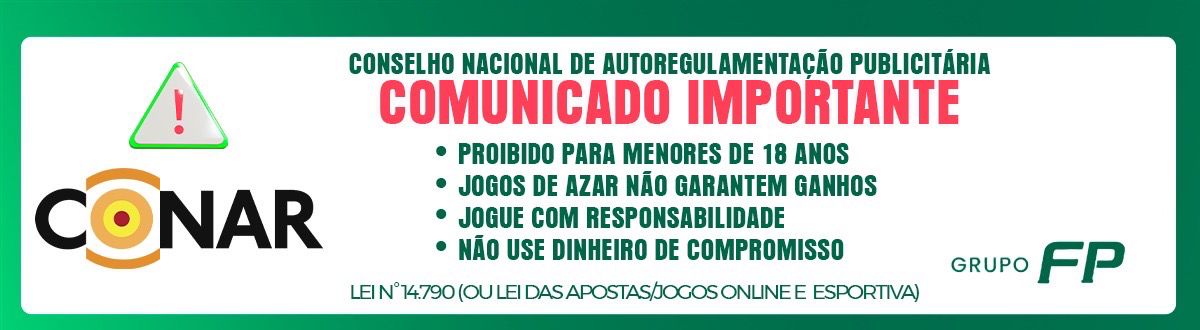 CONSELHO NACIONAL DE AUTOREGULAMENTAÇÃO PUBLICITÁRIA
COMUNICADO IMPORTANTE
• PROIBIDO PARA MENORES DE 18 ANOS
• JOGOS DE AZAR NÃO GARANTEM GANHOS
• JOGUE COM RESPONSABILIDADE
• NÃO USE DINHEIRO DE COMPROMISSO
LEI N° 14.790 (OU LEI DAS APOSTAS/JOGOS ONLINE E ESPORTIVA)
!
CONAR
GRUPO FP